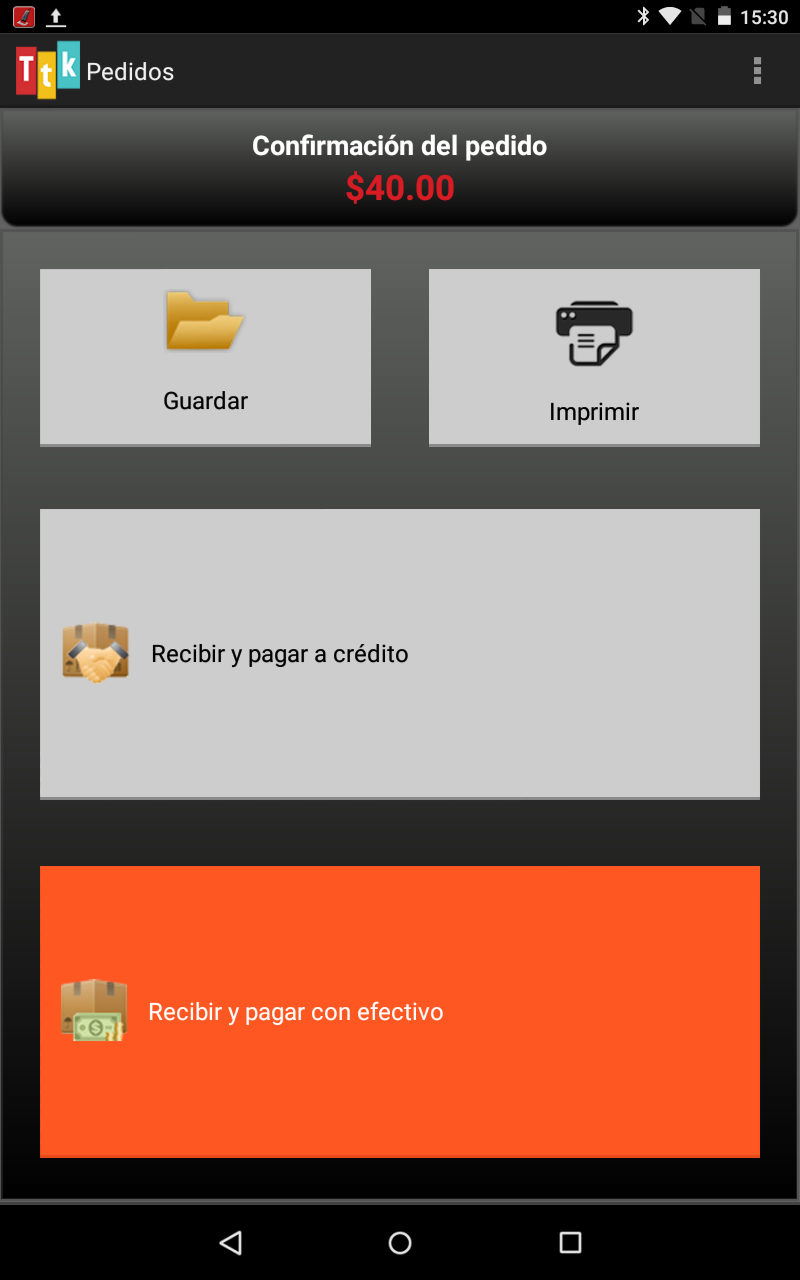 15:30
Ttk Pedidos
Confirmación del pedido
$40.00
Guardar
Imprimir
Recibir y pagar a crédito
Recibir y pagar con efectivo